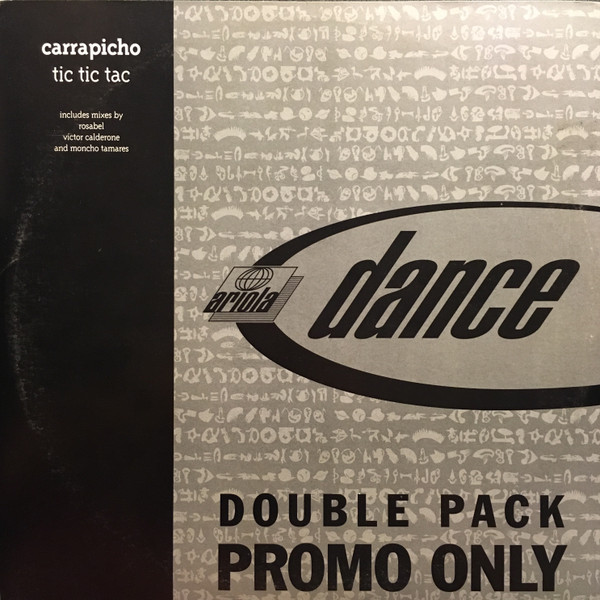 carrapicho
tic tic tac
includes mixes by
rosabel
victor calderone
and moncho tamares
ariola
dance
DOUBLE PACK
PROMO ONLY